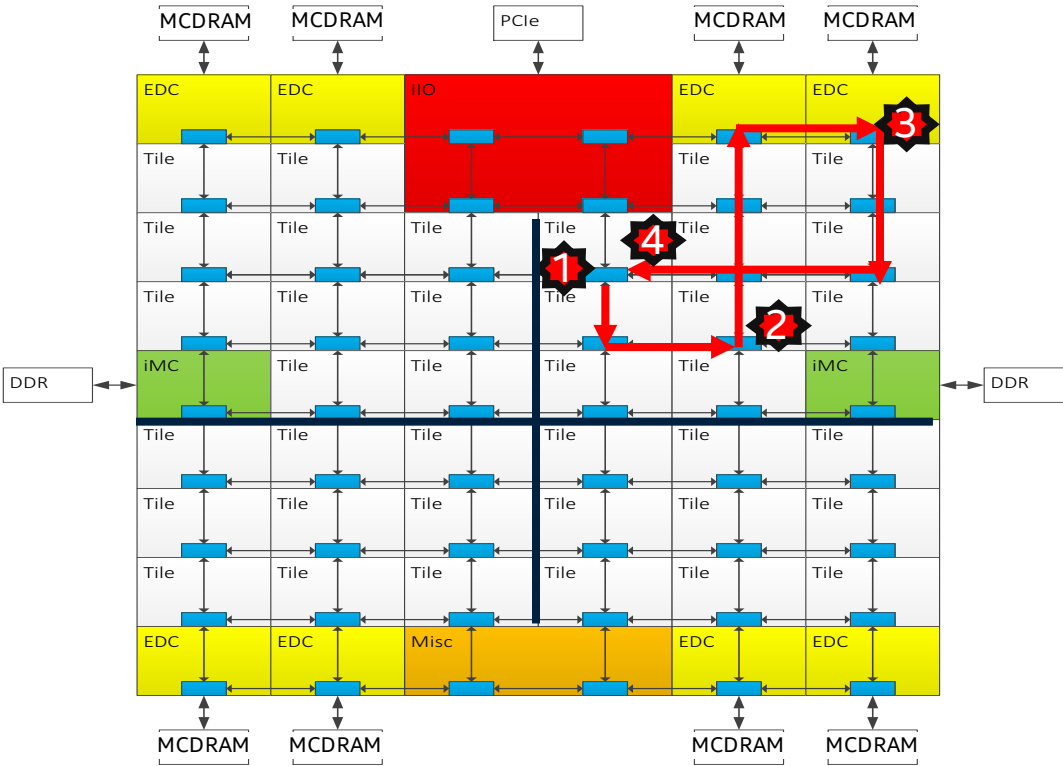 MCDRAM MCDRAM PCIe MCDRAM MCDRAM
EDC EDC IIO EDC EDC
3
Tile Tile Tile Tile
Tile Tile Tile Tile Tile Tile
4
1
Tile Tile Tile Tile Tile Tile
2
iMC Tile Tile Tile Tile iMC
DDR DDR
Tile Tile Tile Tile Tile Tile
Tile Tile Tile Tile Tile Tile
Tile Tile Tile Tile Tile Tile
EDC EDC Misc EDC EDC
MCDRAM MCDRAM MCDRAM MCDRAM